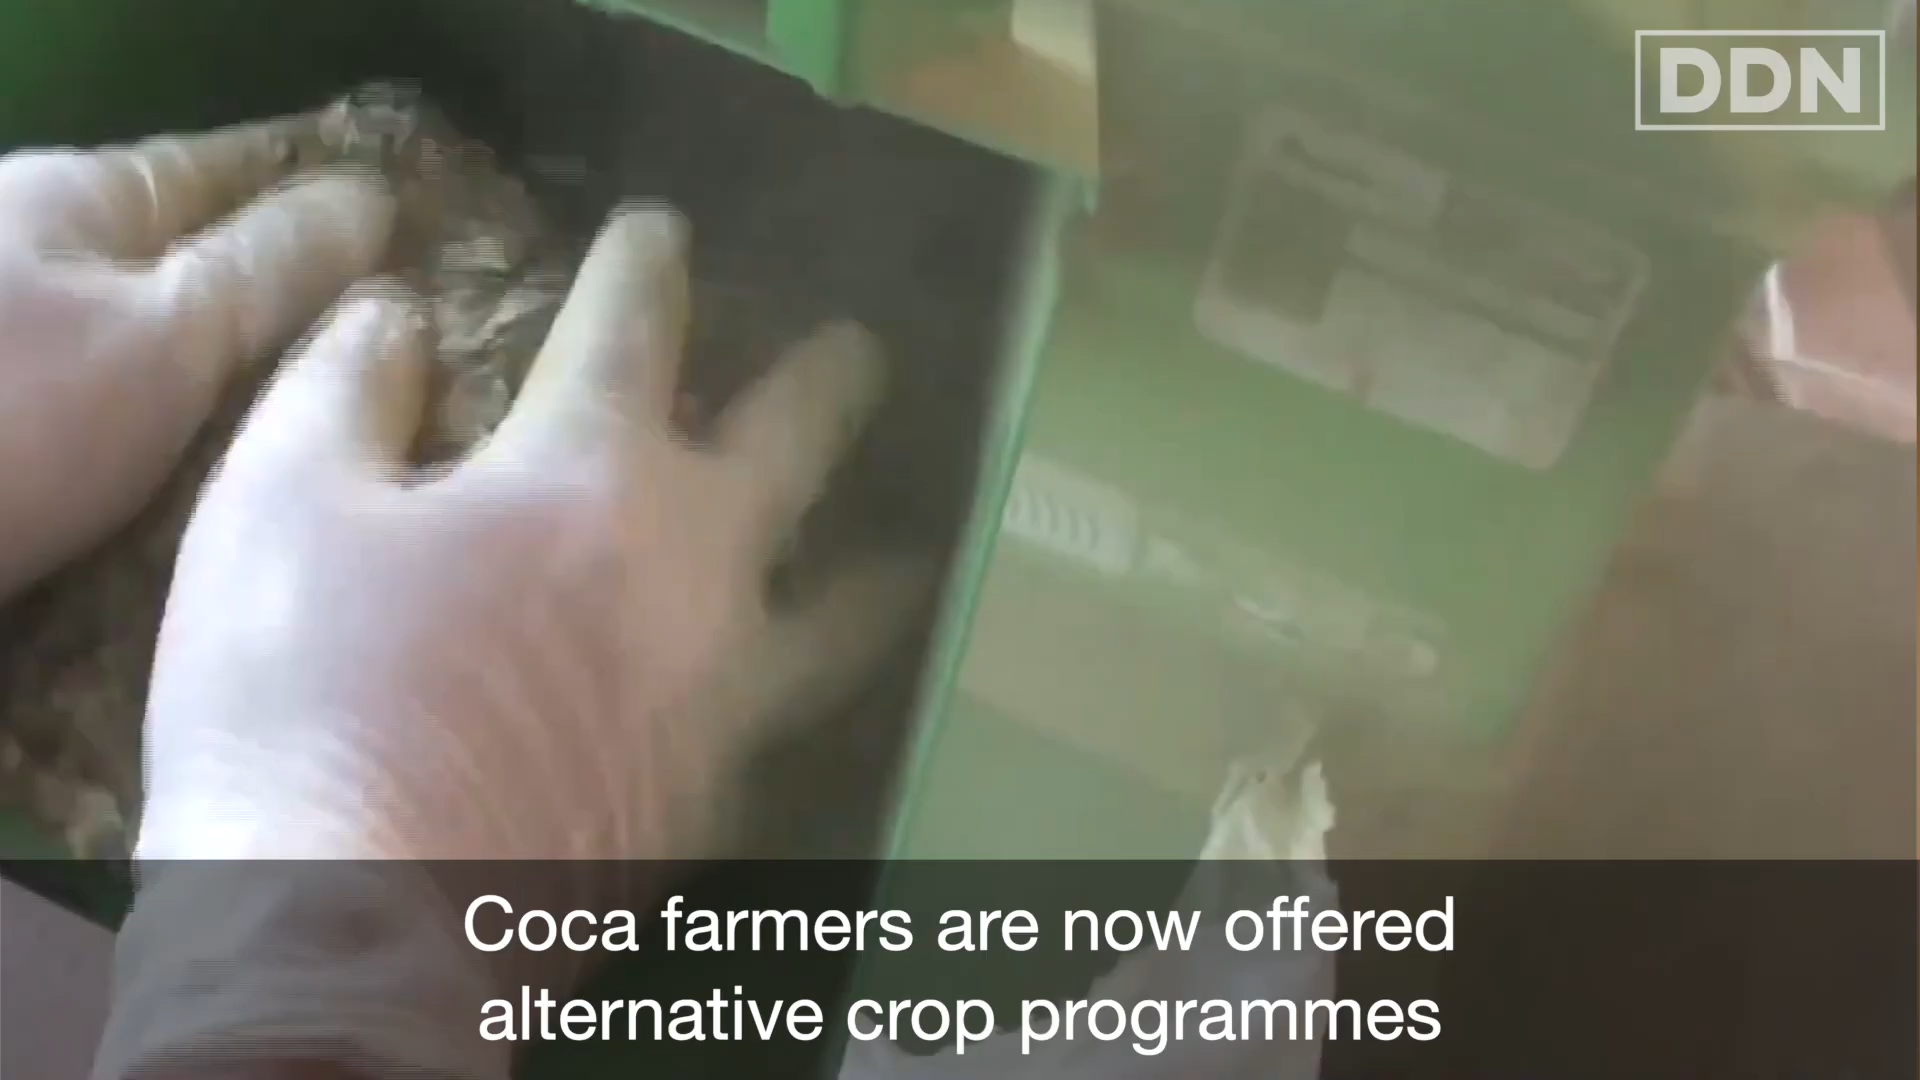 DDN
Coca farmers are now offered
alternative crop programmes